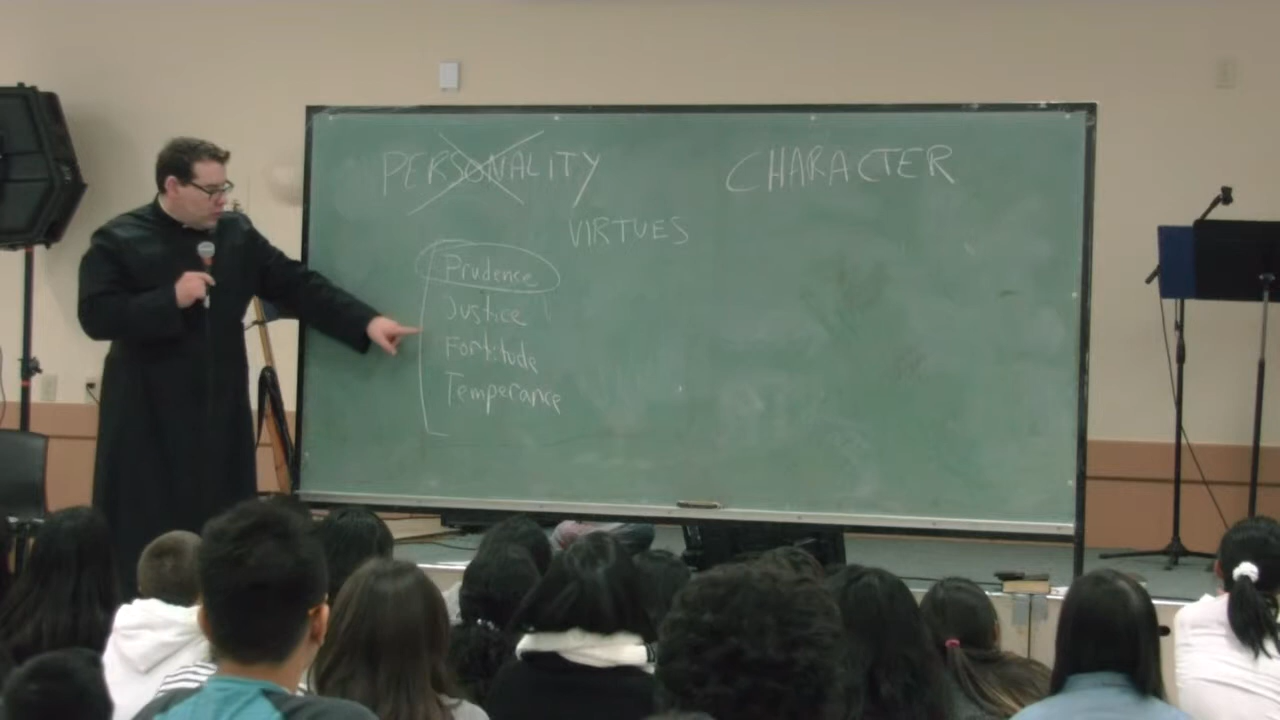 PERSONALITY CHARACTER
VIRTUES
Prudence
Justice
Fortitude
Temperance